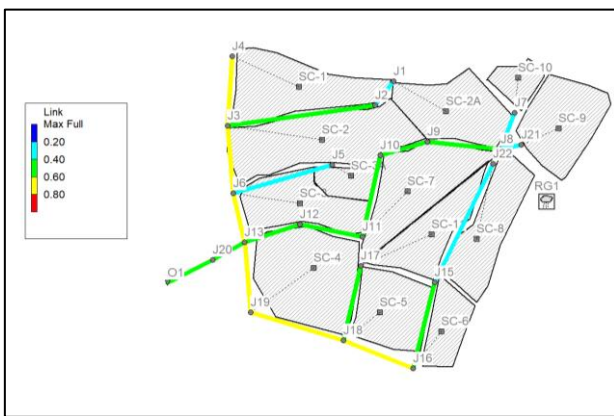 J4
J1
SC-10
SC-1
J2
SC-2A
J7
J3
SC-9
SC-2
J9
J8
J21
J10
J22
J5
SC-3
RG1
J6
SC-7
SC-3
J12
J13
J11
SC-1
SC-8
J20
J17
O1
SC-4
J15
J19
SC-5
SC-6
J18
J16
Link
Max Full
0.20
0.40
0.60
0.80